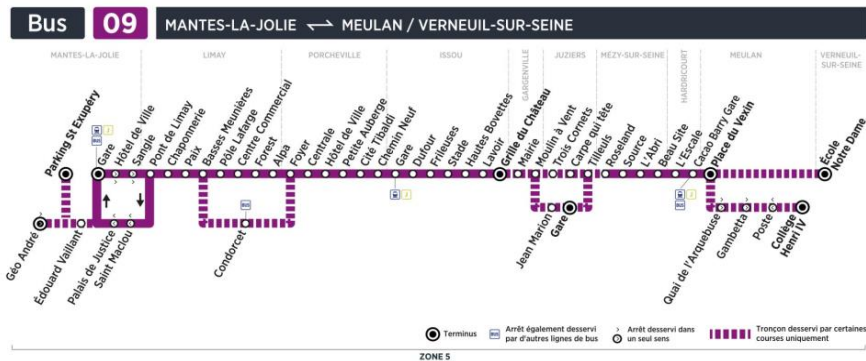 Bus 09 MANTES-LA-JOLIE MEULAN / VERNEUIL-SUR-SEINE
MANTES-LA-JOLIE
LIMAY
PORCHEVILLE
ISSOU
GARGENVILLE
JUZIERS
MÉZY-SUR-SEINE
HARDRICOURT
MEULAN
VERNEUIL-
SUR-SEINE
Parking St Exupéry
Gare
Hôtel de Ville
Sangle
Pont de Limay
Chaponnerie
Paix
Basses Meunières
Pôle Lafarge
Centre Commercial
Forest
Alpa
Foyer
Centrale
Hôtel de Ville
Petite Auberge
Cité Tibaldi
Chemin Neuf
Gare
Dufour
Frileuses
Stade
Hautes Bovettes
Lavoir
Grille du Château
Mairie
Moulin à Vent
Trois Cornets
Carpe qui tête
Tilleuls
Roseland
Source
L'Abri
Beau Site
L'Escale
Cacao Barry Gare
Place du Vexin
École
Notre Dame
BUS
BUS
BUS
Géo André
Édouard Vaillant
Palais de Justice
Saint Maclou
Condorcet
Jean Marion
Gare
Quai de l'Arquebuse
Gambetta
Poste
Collège
Henri IV
Terminus
BUS
Arrêt également desservi
par d'autres lignes de bus
Arrêt desservi dans
un seul sens
Tronçon desservi par certaines
courses uniquement
ZONE 5